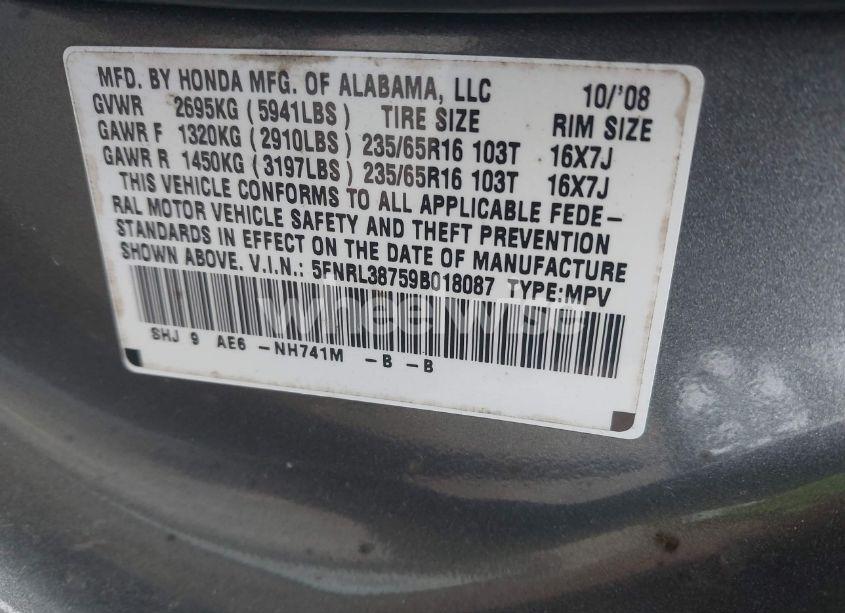 MFD. BY HONDA MFG. OF ALABAMA, LLC 10/'08
GVWR 2695KG (5941LBS) TIRE SIZE RIM SIZE
GAWR F 1320KG (2910LBS) 235/65R16 103T 16X7J
GAWR R 1450KG (3197LBS) 235/65R16 103T 16X7J
THIS VEHICLE CONFORMS TO ALL APPLICABLE FEDE-
RAL MOTOR VEHICLE SAFETY AND THEFT PREVENTION
STANDARDS IN EFFECT ON THE DATE OF MANUFACTURE
SHOWN ABOVE. V.I.N.: 5FNRL38759B018087 TYPE:MPV
wheelwise
SHJ 9 AE6 -NH741M -B -B